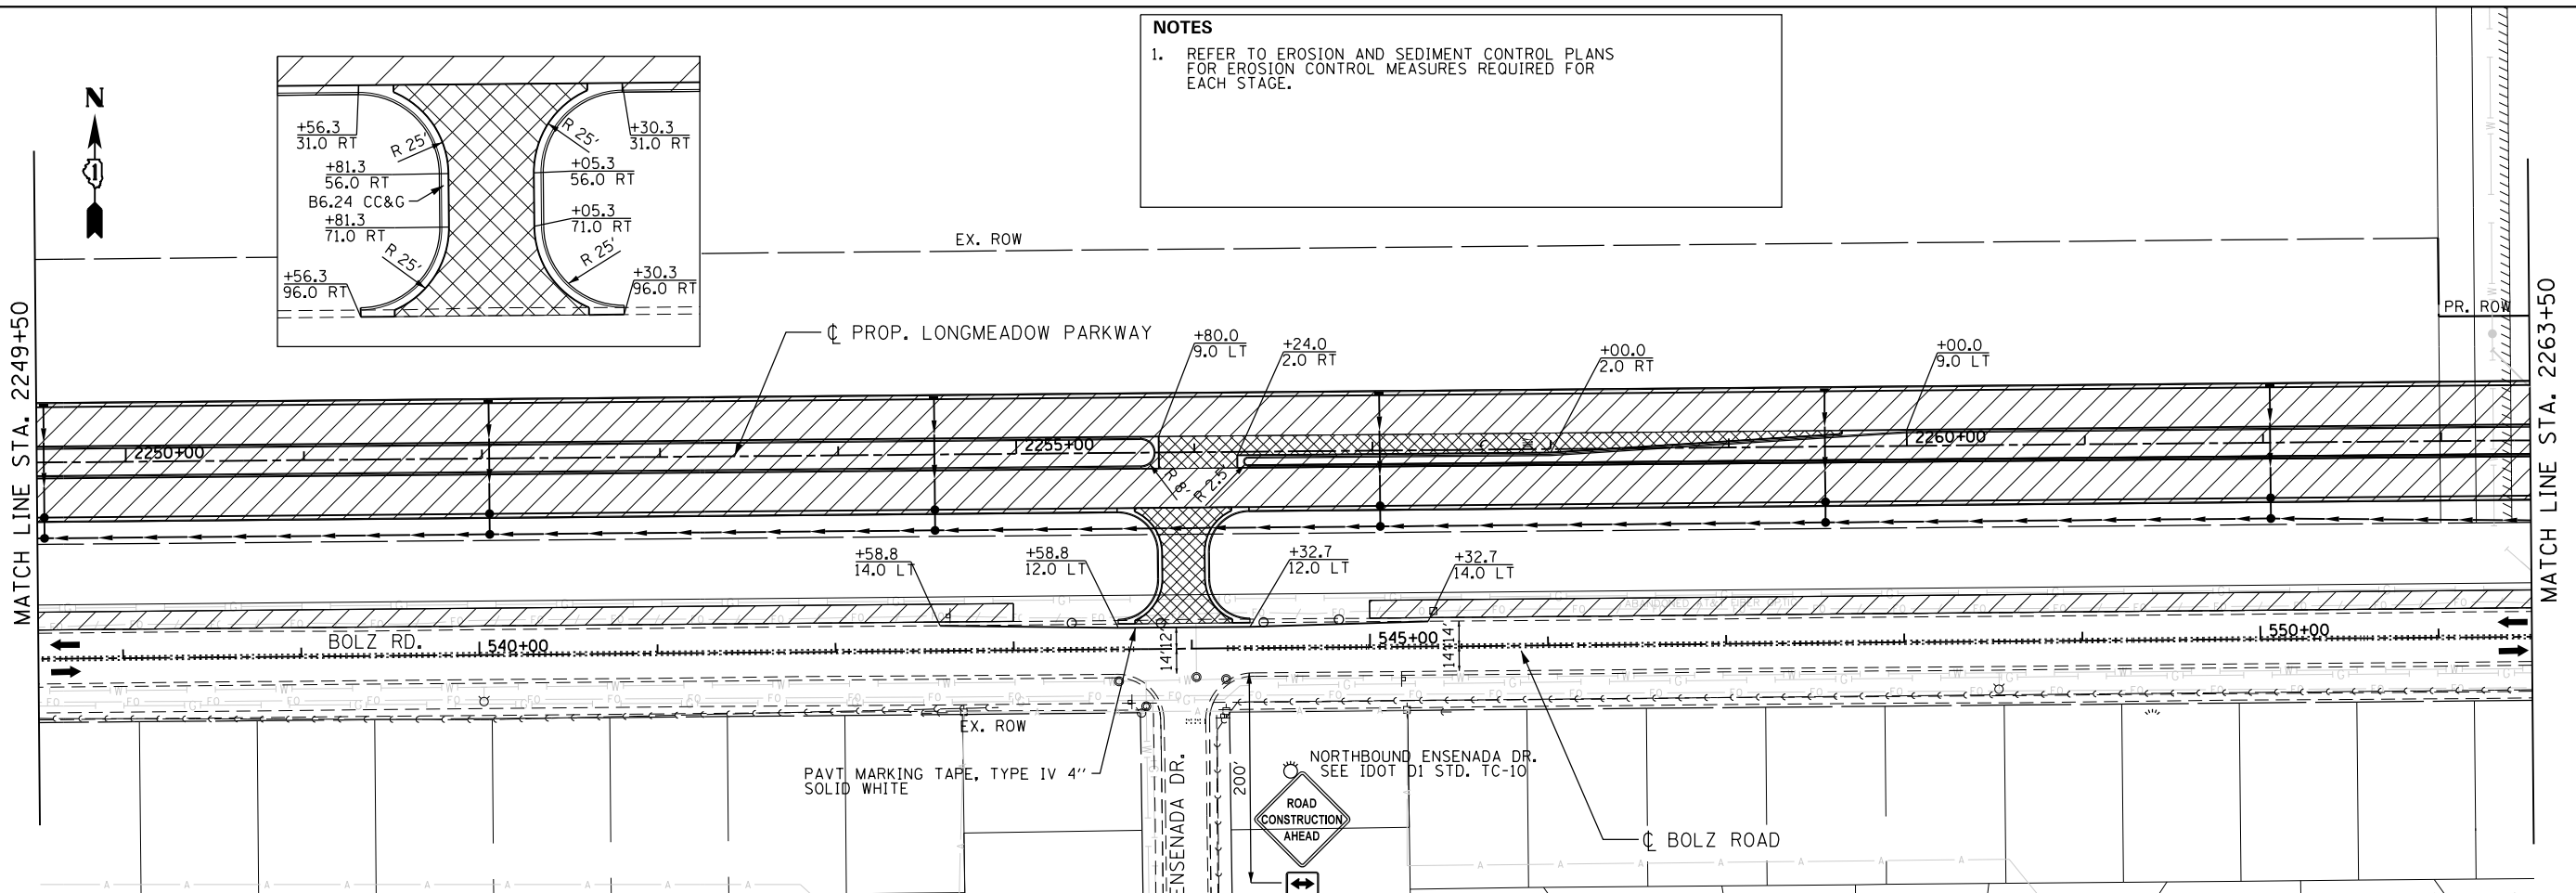 NOTES
1. REFER TO EROSION AND SEDIMENT CONTROL PLANS
FOR EROSION CONTROL MEASURES REQUIRED FOR
EACH STAGE.
N
1
+56.3
31.0 RT
R 25'
R 25'
+30.3
31.0 RT
+81.3
56.0 RT
+05.3
56.0 RT
B6.24 CC&G
+81.3
71.0 RT
+05.3
71.0 RT
R 25'
R 25'
+56.3
96.0 RT
+30.3
96.0 RT
EX. ROW
PR. ROW
MATCH LINE STA. 2249+50
MATCH LINE STA. 2263+50
℄ PROP. LONGMEADOW PARKWAY
+80.0
9.0 LT
+24.0
2.0 RT
+00.0
2.0 RT
+00.0
9.0 LT
2250+00
2255+00
2260+00
R 8'
R 2.5'
+58.8
14.0 LT
+58.8
12.0 LT
+32.7
12.0 LT
+32.7
14.0 LT
ABANDONED AT&T FIBER OPTIC
BOLZ RD.
540+00
545+00
550+00
14'
12'
14'
14'
EX. ROW
PAVT MARKING TAPE, TYPE IV 4"
SOLID WHITE
ENSENADA DR.
200'
NORTHBOUND ENSENADA DR.
SEE IDOT D1 STD. TC-10
ROAD
CONSTRUCTION
AHEAD
℄ BOLZ ROAD